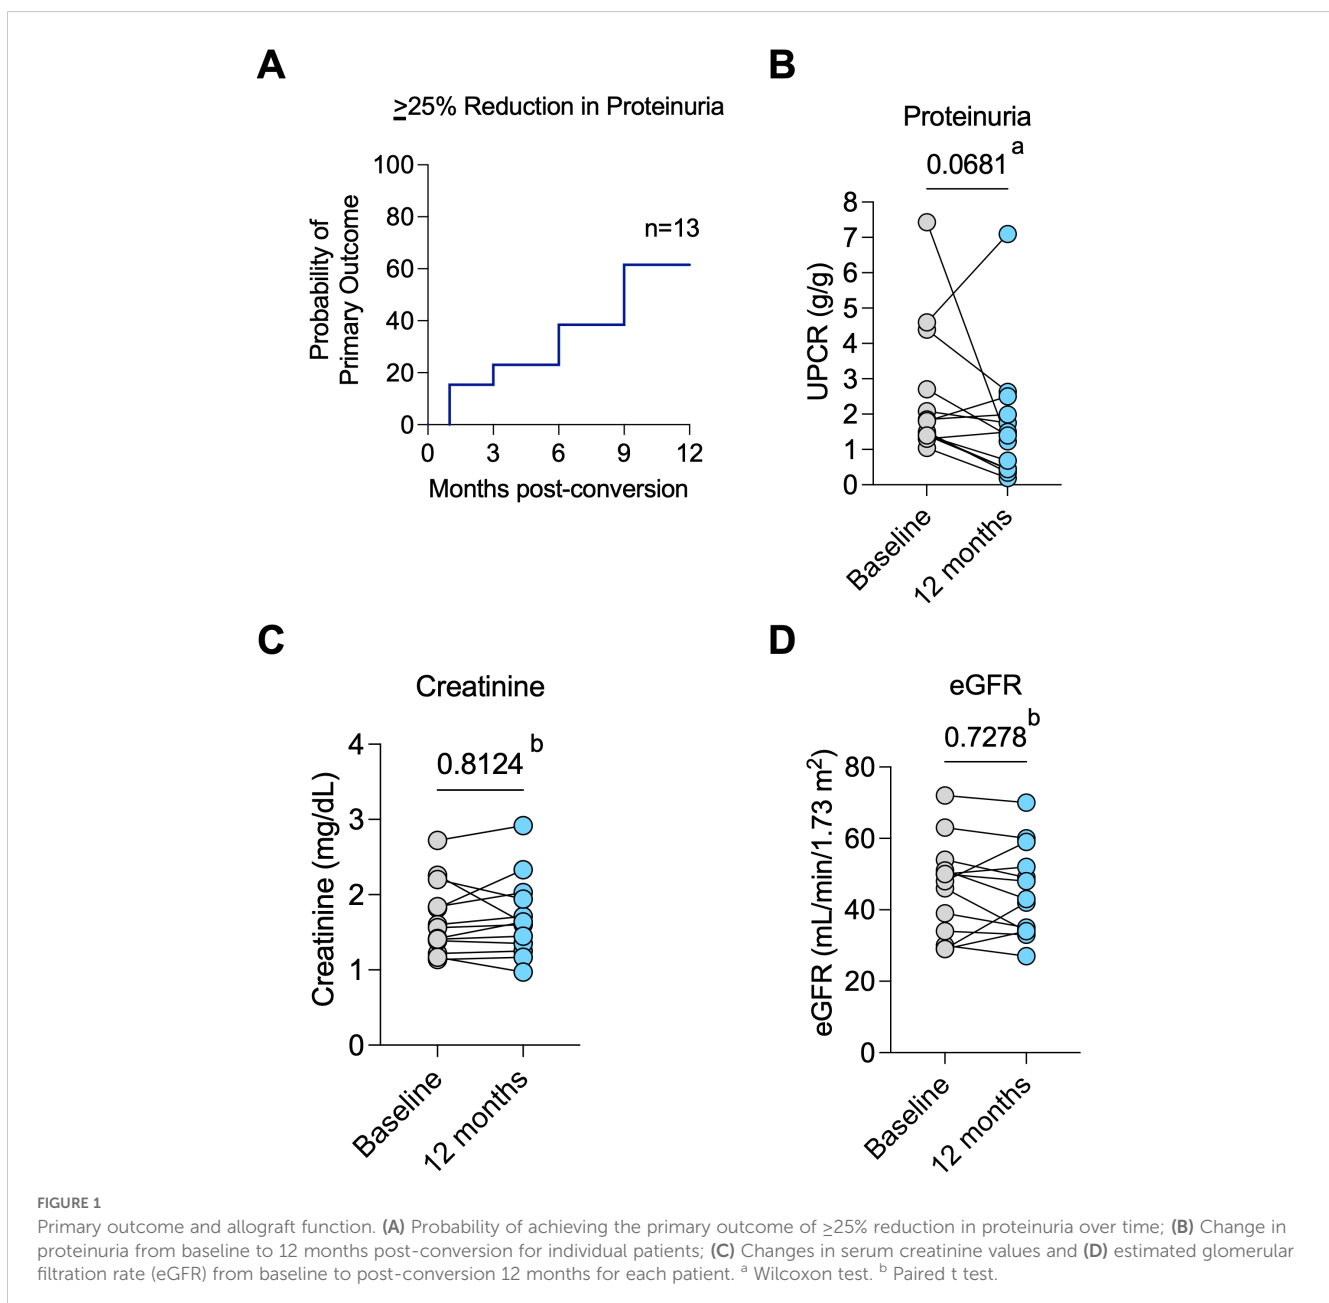 A
≥25% Reduction in Proteinuria
Probability of
Primary Outcome
100
80
60
40
20
0
n=13
0 3 6 9 12
Months post-conversion
B
Proteinuria
0.0681 a
UPCR (g/g)
8
7
6
5
4
3
2
1
0
Baseline
12 months
C
Creatinine
0.8124 b
Creatinine (mg/dL)
4
3
2
1
0
Baseline
12 months
D
eGFR
0.7278 b
eGFR (mL/min/1.73 m²)
80
60
40
20
0
Baseline
12 months
FIGURE 1
Primary outcome and allograft function. (A) Probability of achieving the primary outcome of ≥25% reduction in proteinuria over time; (B) Change in
proteinuria from baseline to 12 months post-conversion for individual patients; (C) Changes in serum creatinine values and (D) estimated glomerular
filtration rate (eGFR) from baseline to post-conversion 12 months for each patient. a Wilcoxon test. b Paired t test.